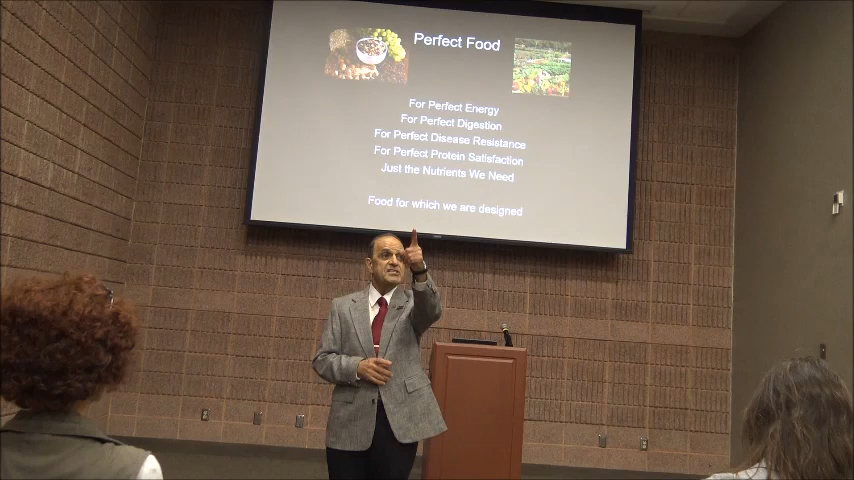 Perfect Food
For Perfect Energy
For Perfect Digestion
For Perfect Disease Resistance
For Perfect Protein Satisfaction
Just the Nutrients We Need
Food for which we are designed